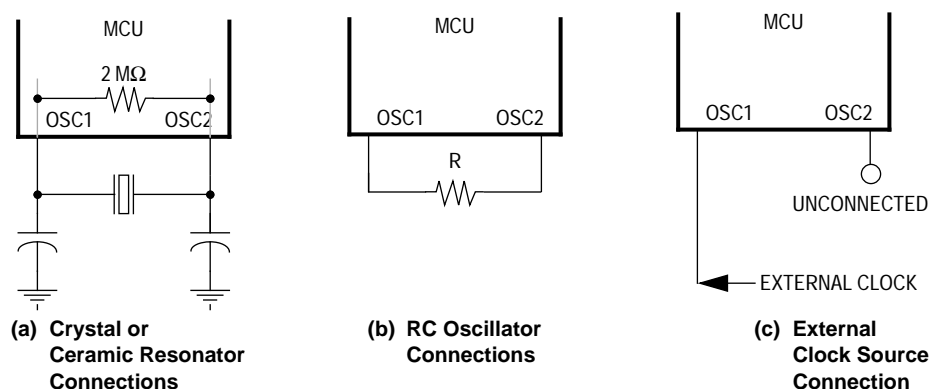 MCU
2 MΩ
OSC1 OSC2
(a) Crystal or
Ceramic Resonator
Connections
MCU
OSC1 OSC2
R
(b) RC Oscillator
Connections
MCU
OSC1 OSC2
UNCONNECTED
EXTERNAL CLOCK
(c) External
Clock Source
Connection